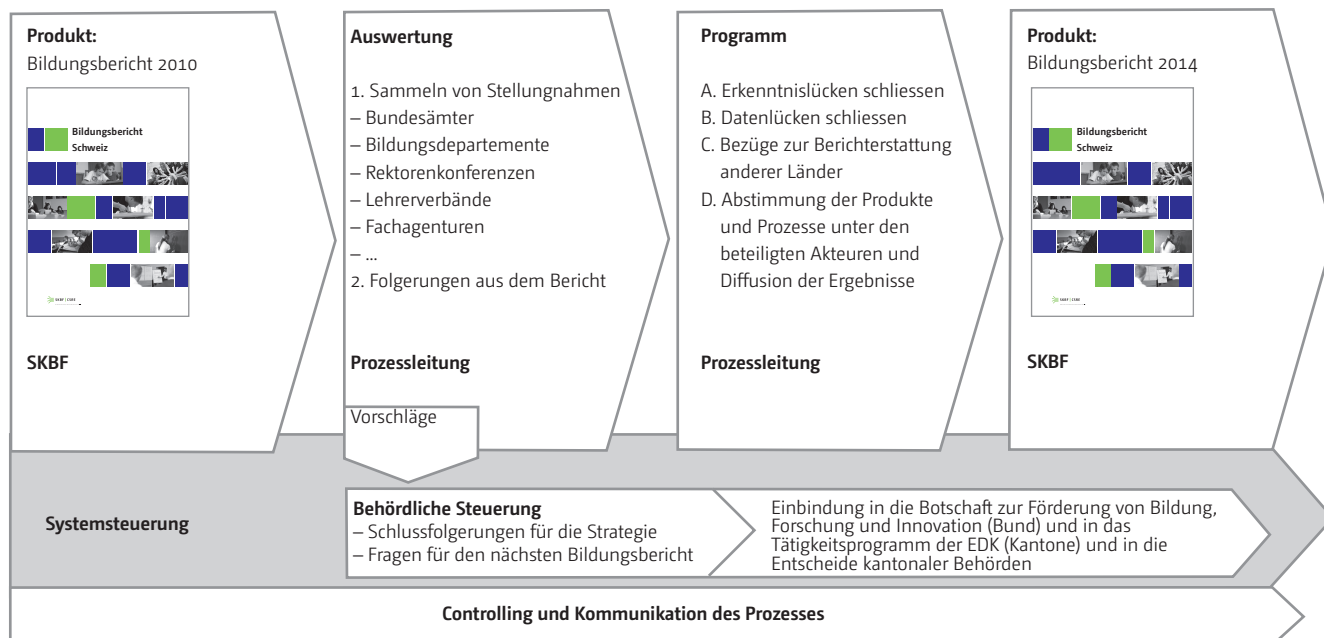 Produkt:
Bildungsbericht 2010
Bildungsbericht
Schweiz
SKBF | CSRE
SKBF
Auswertung
1. Sammeln von Stellungnahmen
– Bundesämter
– Bildungsdepartemente
– Rektorenkonferenzen
– Lehrerverbände
– Fachagenturen
– ...
2. Folgerungen aus dem Bericht
Prozessleitung
Vorschläge
Programm
A. Erkenntnislücken schliessen
B. Datenlücken schliessen
C. Bezüge zur Berichterstattung
anderer Länder
D. Abstimmung der Produkte
und Prozesse unter den
beteiligten Akteuren und
Diffusion der Ergebnisse
Prozessleitung
Produkt:
Bildungsbericht 2014
Bildungsbericht
Schweiz
SKBF | CSRE
SKBF
Systemsteuerung
Behördliche Steuerung
– Schlussfolgerungen für die Strategie
– Fragen für den nächsten Bildungsbericht
Einbindung in die Botschaft zur Förderung von Bildung,
Forschung und Innovation (Bund) und in das
Tätigkeitsprogramm der EDK (Kantone) und in die
Entscheide kantonaler Behörden
Controlling und Kommunikation des Prozesses